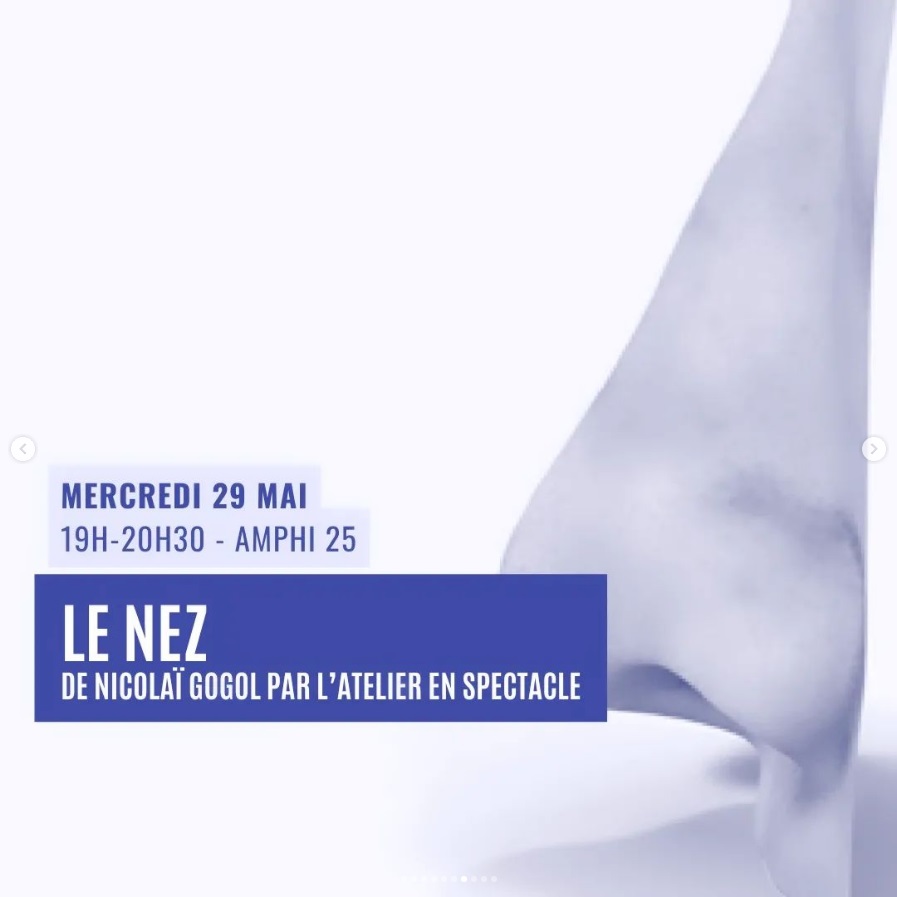 MERCREDI 29 MAI
19H-20H30 - AMPHI 25
LE NEZ
DE NICOLAÏ GOGOL PAR L'ATELIER EN SPECTACLE